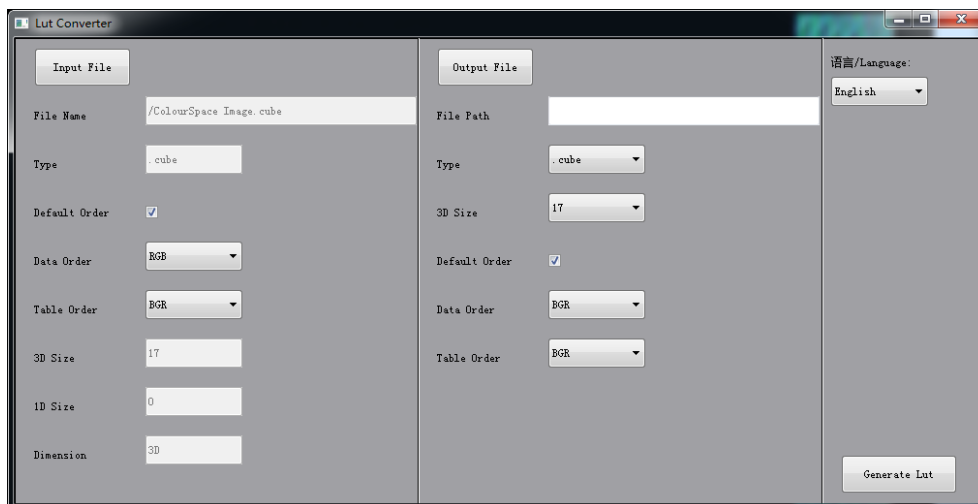 Lut Converter
Input File
File Name
/ColourSpace Image.cube
Type
.cube
Default Order
Data Order
RGB
Table Order
BGR
3D Size
17
1D Size
0
Dimension
3D
Output File
File Path
Type
.cube
3D Size
17
Default Order
Data Order
BGR
Table Order
BGR
语言/Language:
English
Generate Lut